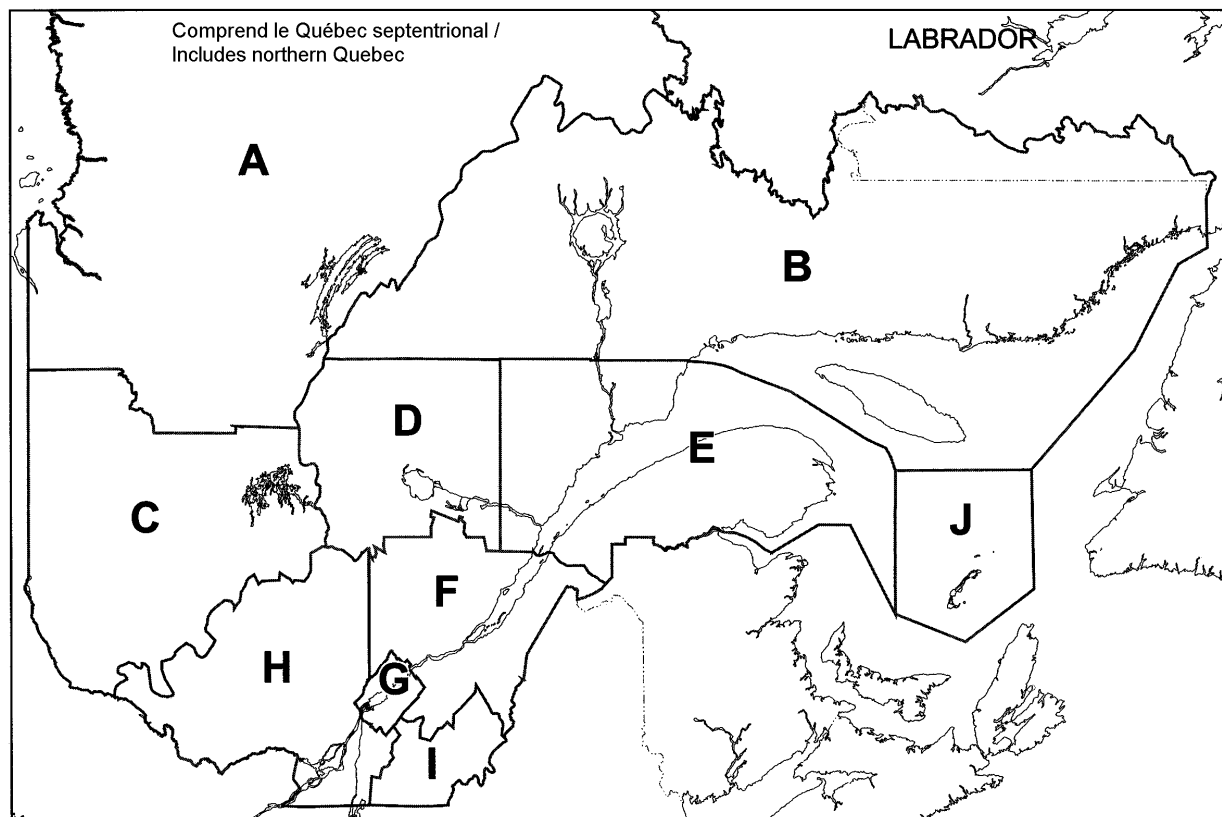 Comprend le Québec septentrional /
Includes northern Quebec
LABRADOR
A
B
D
E
C
J
F
H
G
I